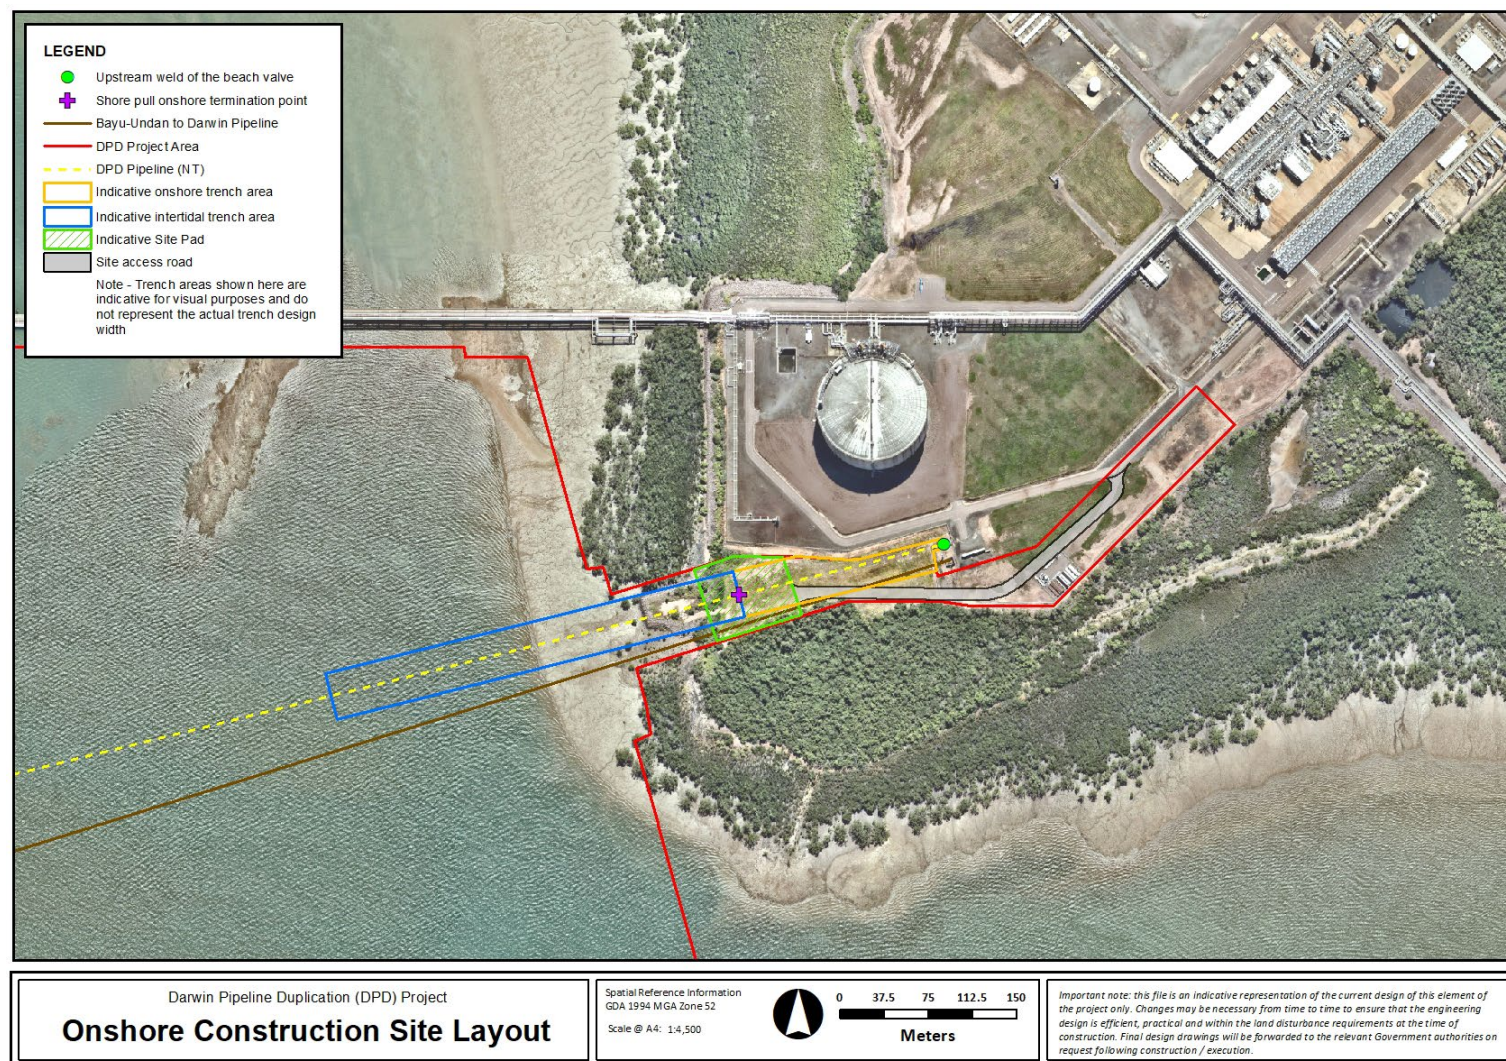 LEGEND
Upstream weld of the beach valve
Shore pull onshore termination point
Bayu-Undan to Darwin Pipeline
DPD Project Area
DPD Pipeline (NT)
Indicative onshore trench area
Indicative intertidal trench area
Indicative Site Pad
Site access road
Note - Trench areas shown here are
indicative for visual purposes and do
not represent the actual trench design
width
Darwin Pipeline Duplication (DPD) Project
Onshore Construction Site Layout
Spatial Reference Information
GDA 1994 MGA Zone 52
Scale @ A4: 1:4,500
0 37.5 75 112.5 150
Meters
Important note: this file is an indicative representation of the current design of this element of
the project only. Changes may be necessary from time to time to ensure that the engineering
design is efficient, practical and within the land disturbance requirements at the time of
construction. Final design drawings will be forwarded to the relevant Government authorities on
request following construction / execution.